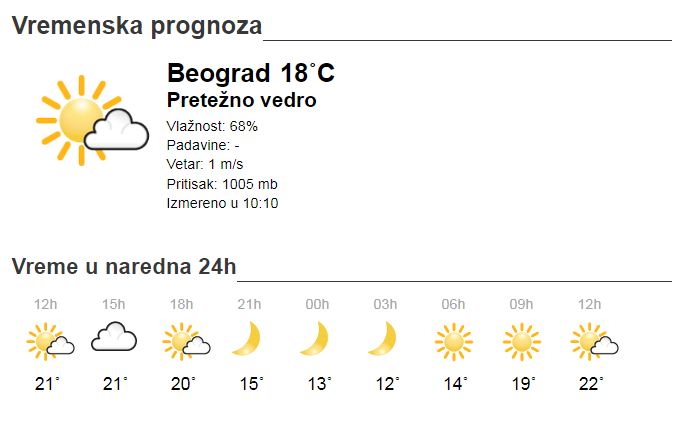 Vremenska prognoza
Beograd 18°C
Pretežno vedro
Vlažnost: 68%
Padavine: -
Vetar: 1 m/s
Pritisak: 1005 mb
Izmereno u 10:10
Vreme u naredna 24h
12h 15h 18h 21h 00h 03h 06h 09h 12h
21° 21° 20° 15° 13° 12° 14° 19° 22°